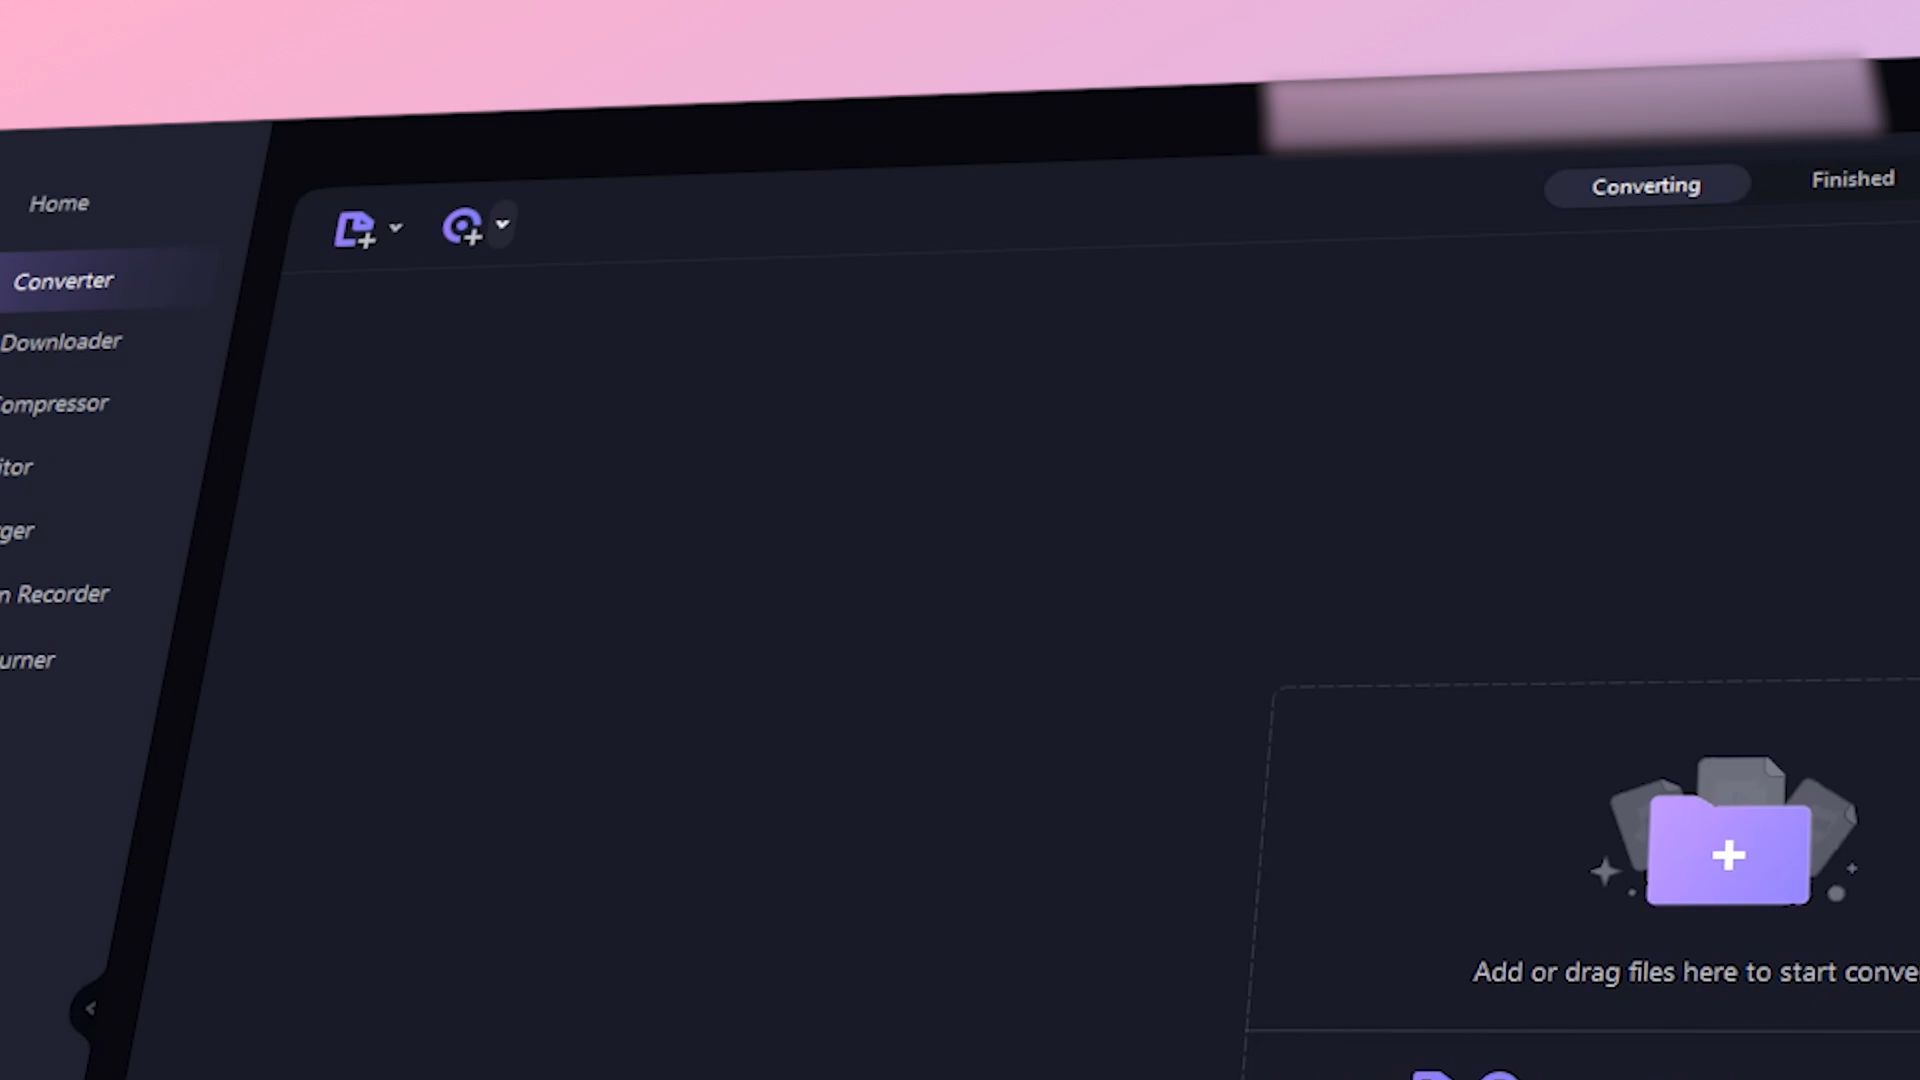 Home
Converter
Downloader
ompressor
itor
ger
n Recorder
urner
Converting
Finished
Add or drag files here to start conve